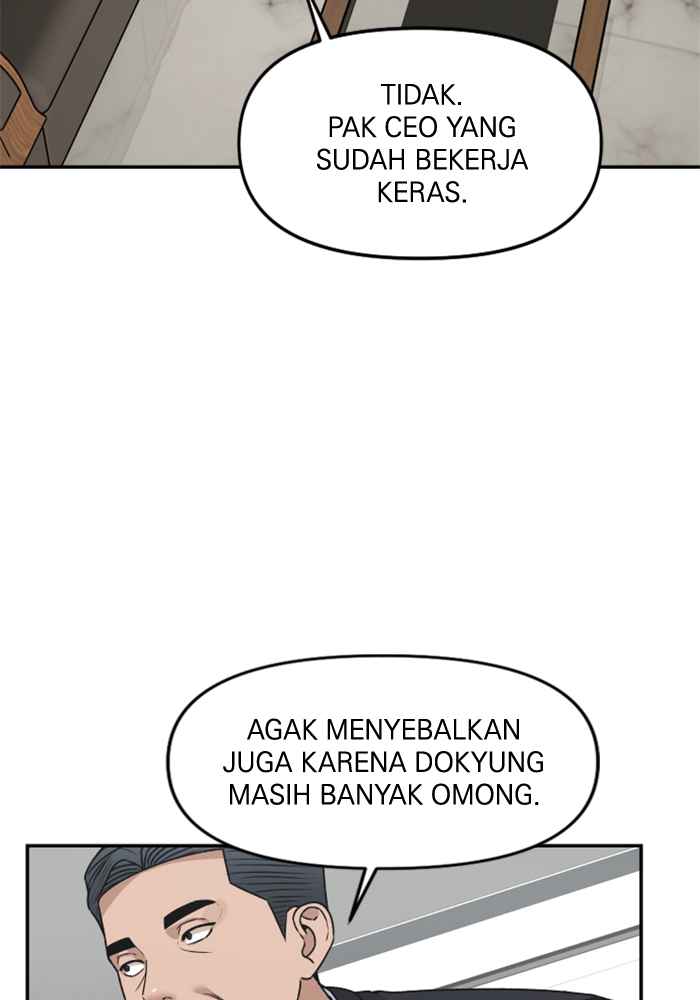 TIDAK.
PAK CEO YANG
SUDAH BEKERJA
KERAS.
AGAK MENYEBALKAN
JUGA KARENA DOKYUNG
MASIH BANYAK OMONG.